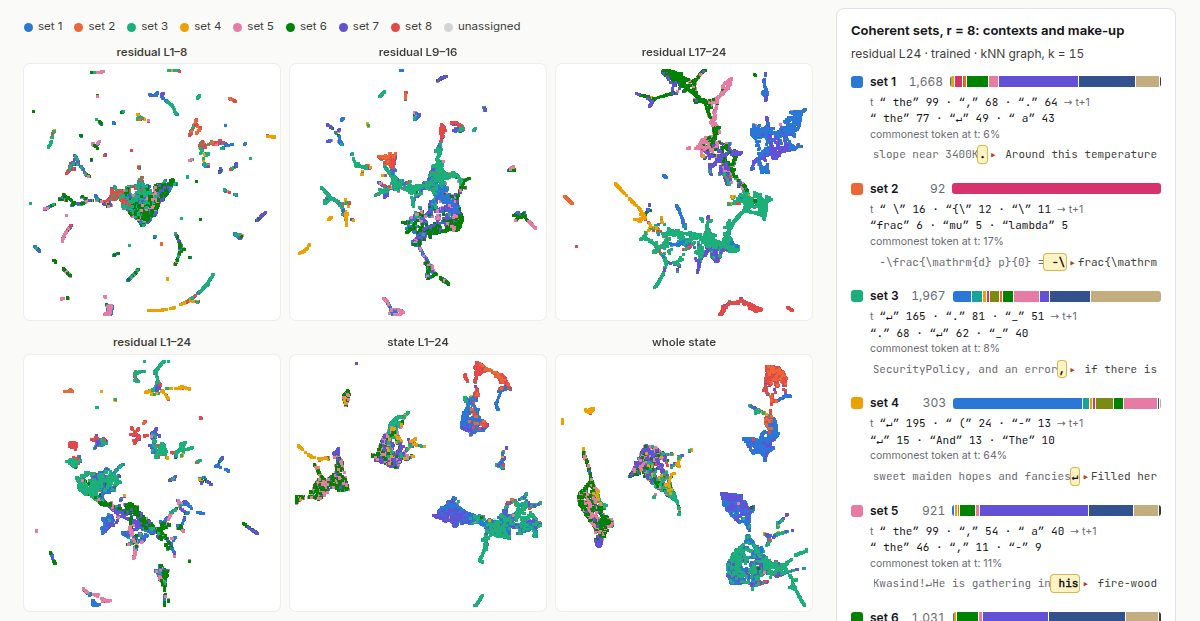 set 1 set 2 set 3 set 4 set 5 set 6 set 7 set 8 unassigned
residual L1–8
residual L9–16
residual L17–24
residual L1–24
state L1–24
whole state
Coherent sets, r = 8: contexts and make-up
residual L24 · trained · kNN graph, k = 15
set 1 1,668
t “ the” 99 · “,” 68 · “.” 64 → t+1
“ the” 77 · “↵” 49 · “ a” 43
commonest token at t: 6%
slope near 3400K. ▸ Around this temperature
set 2 92
t “ \” 16 · “{\” 12 · “\” 11 → t+1
“frac” 6 · “mu” 5 · “lambda” 5
commonest token at t: 17%
-\frac{\mathrm{d} p}{0} = -\ ▸ frac{\mathrm
set 3 1,967
t “↵” 165 · “.” 81 · “_” 51 → t+1
“.” 68 · “↵” 62 · “_” 40
commonest token at t: 8%
SecurityPolicy, and an error, ▸ if there is
set 4 303
t “↵” 195 · “ (” 24 · “-” 13 → t+1
“↵” 15 · “And” 13 · “The” 10
commonest token at t: 64%
sweet maiden hopes and fancies↵ ▸ Filled her
set 5 921
t “ the” 99 · “,” 54 · “ a” 40 → t+1
“ the” 46 · “,” 11 · “-” 9
commonest token at t: 11%
Kwasind!↵He is gathering in his ▸ fire-wood
set 6 1,031